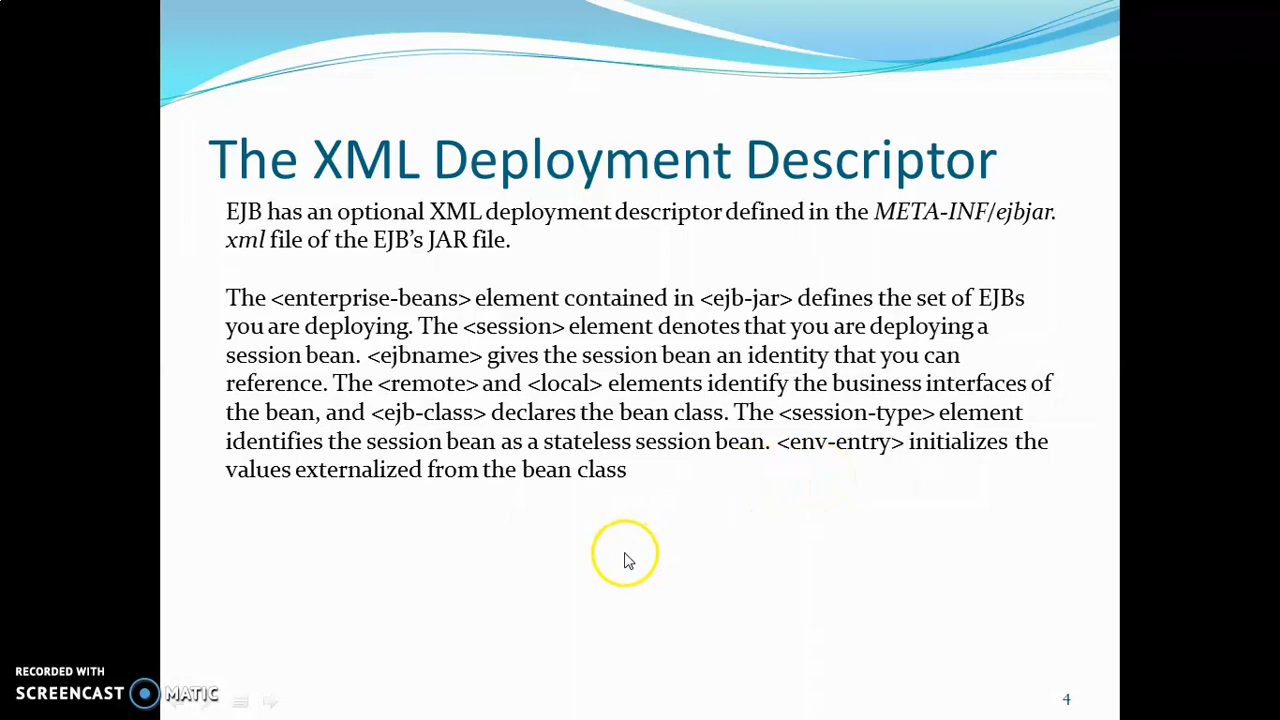 The XML Deployment Descriptor
EJB has an optional XML deployment descriptor defined in the META-INF/ejbjar.
xml file of the EJB’s JAR file.
The <enterprise-beans> element contained in <ejb-jar> defines the set of EJBs
you are deploying. The <session> element denotes that you are deploying a
session bean. <ejbname> gives the session bean an identity that you can
reference. The <remote> and <local> elements identify the business interfaces of
the bean, and <ejb-class> declares the bean class. The <session-type> element
identifies the session bean as a stateless session bean. <env-entry> initializes the
values externalized from the bean class
RECORDED WITH
SCREENCAST MATIC
4